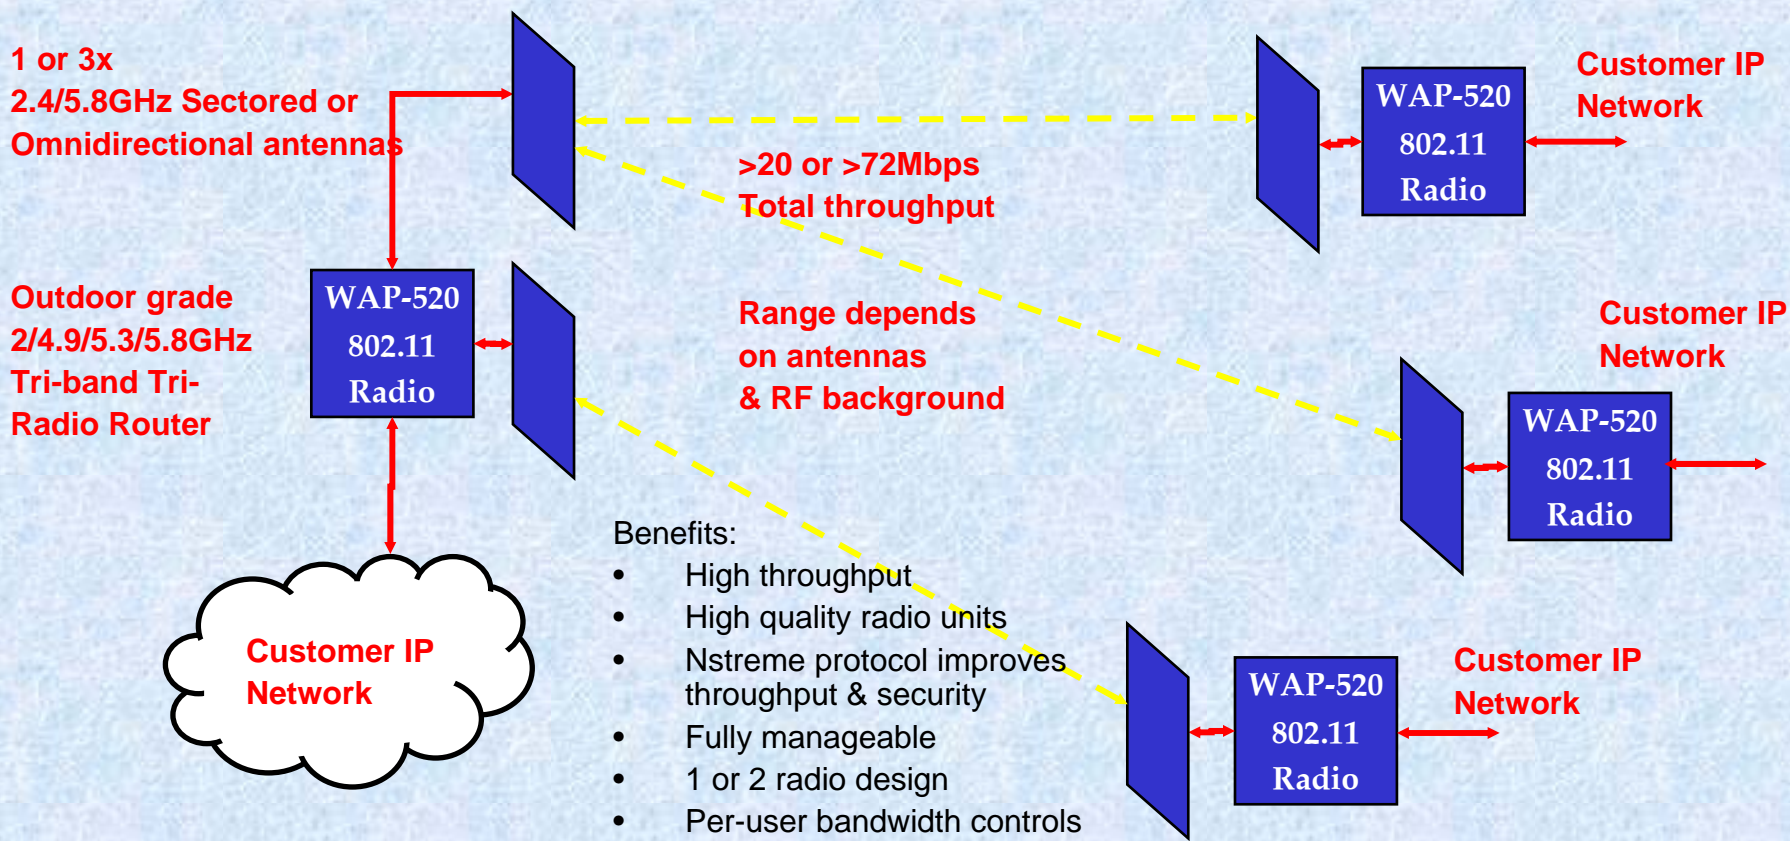 1 or 3x
2.4/5.8GHz Sectored or
Omnidirectional antennas
Outdoor grade
2/4.9/5.3/5.8GHz
Tri-band Tri-
Radio Router
WAP-520
802.11
Radio
Customer IP
Network
>20 or >72Mbps
Total throughput
Range depends
on antennas
& RF background
Benefits:
• High throughput
• High quality radio units
• Nstreme protocol improves
throughput & security
• Fully manageable
• 1 or 2 radio design
• Per-user bandwidth controls
WAP-520
802.11
Radio
Customer IP
Network
WAP-520
802.11
Radio
Customer IP
Network
WAP-520
802.11
Radio
Customer IP
Network